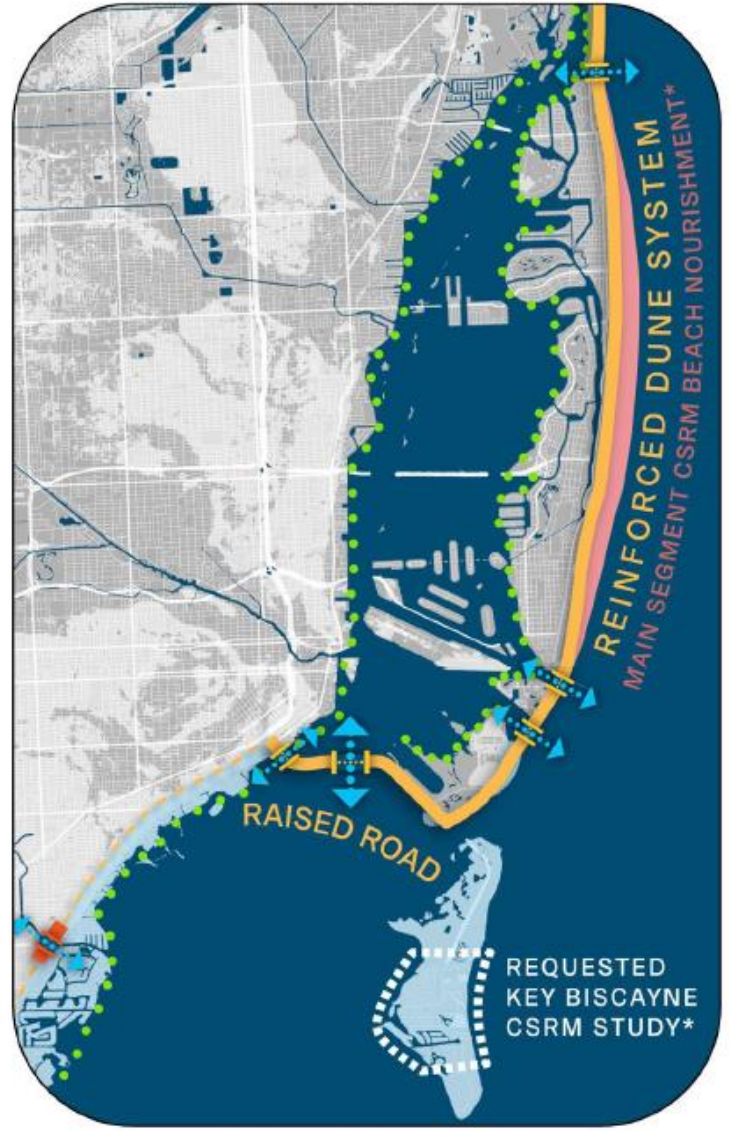 REINFORCED DUNE SYSTEM
MAIN SEGMENT CSRM BEACH NOURISHMENT*
RAISED ROAD
REQUESTED
KEY BISCAYNE
CSRM STUDY*